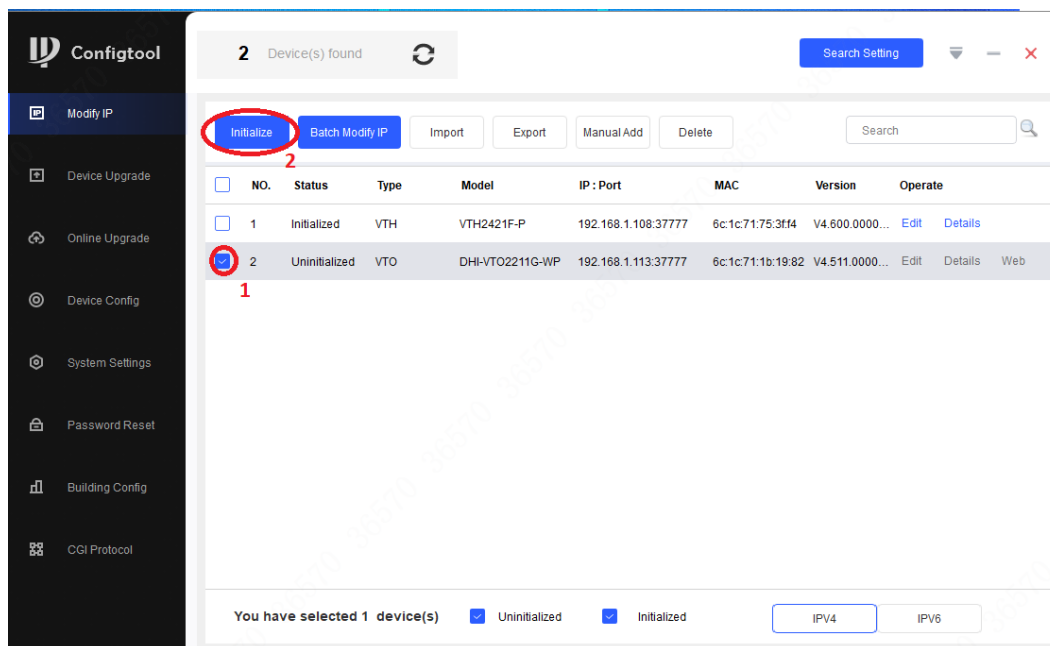 Configtool
2 Device(s) found
Search Setting
Modify IP
Device Upgrade
Online Upgrade
Device Config
System Settings
Password Reset
Building Config
CGI Protocol
Initialize Batch Modify IP Import Export Manual Add Delete Search
2
NO. Status Type Model IP : Port MAC Version Operate
1 Initialized VTH VTH2421F-P 192.168.1.108:37777 6c:1c:71:75:3f:f4 V4.600.0000... Edit Details
2 Uninitialized VTO DHI-VTO2211G-WP 192.168.1.113:37777 6c:1c:71:1b:19:82 V4.511.0000... Edit Details Web
1
You have selected 1 device(s) Uninitialized Initialized IPV4 IPV6
36570 36570 36570